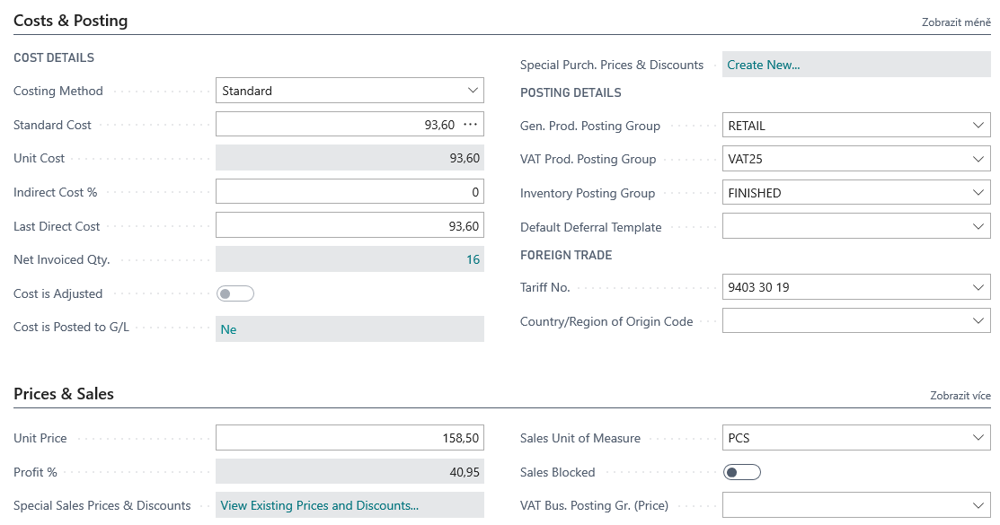 Costs & Posting
Zobrazit méně
COST DETAILS
Costing Method
Standard
Standard Cost
93,60 ···
Unit Cost
93,60
Indirect Cost %
0
Last Direct Cost
93,60
Net Invoiced Qty.
16
Cost is Adjusted
Cost is Posted to G/L
Ne
Special Purch. Prices & Discounts
Create New...
POSTING DETAILS
Gen. Prod. Posting Group
RETAIL
VAT Prod. Posting Group
VAT25
Inventory Posting Group
FINISHED
Default Deferral Template
FOREIGN TRADE
Tariff No.
9403 30 19
Country/Region of Origin Code
Prices & Sales
Zobrazit více
Unit Price
158,50
Profit %
40,95
Special Sales Prices & Discounts
View Existing Prices and Discounts...
Sales Unit of Measure
PCS
Sales Blocked
VAT Bus. Posting Gr. (Price)